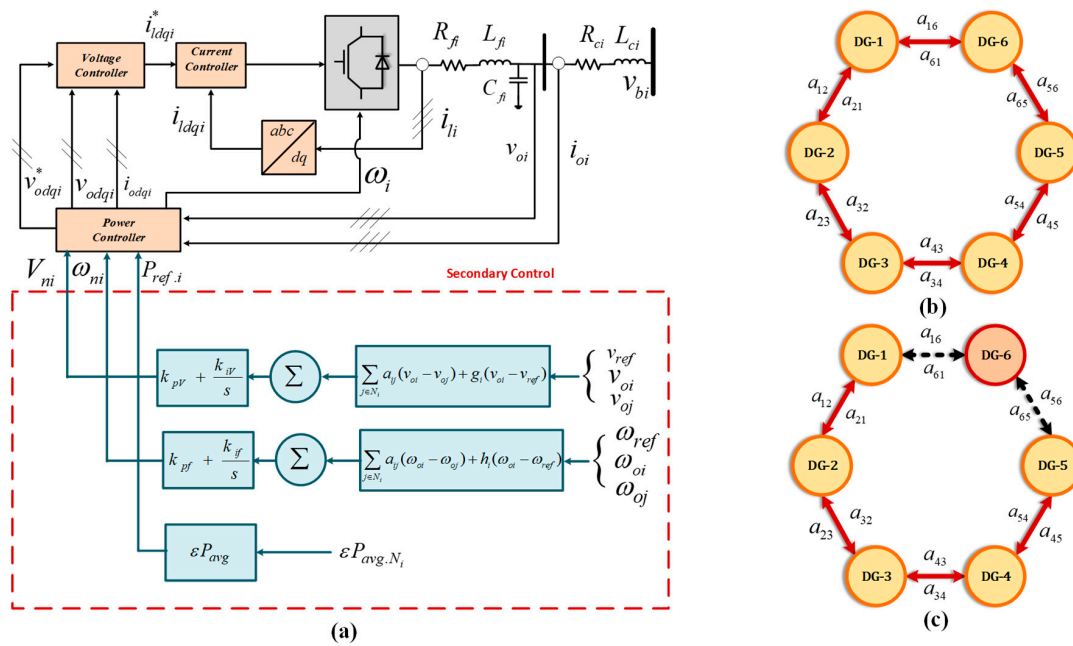 i*ldqi
Voltage Controller
Current Controller
Rfi
Lfi
Cfi
Rci
Lci
vbi
ildqi
abc
dq
ili
voi
ioi
v*odqi
vodqi
iodqi
ωi
Power Controller
Vni
ωni
Pref.i
Secondary Control
kpV + kiV/s
Σ
∑j∈Ni aij(voi − voj) + gi(voi − vref)
vref
voi
voj
kpf + kif/s
Σ
∑j∈Ni aij(ωoi − ωoj) + hi(ωoi − ωref)
ωref
ωoi
ωoj
εPavg
εPavg.Ni
(a)
a16
DG-1
DG-6
a61
a12
a21
a56
a65
DG-2
DG-5
a32
a23
a54
a45
a43
DG-3
DG-4
a34
(b)
a16
DG-1
DG-6
a61
a12
a21
a56
a65
DG-2
DG-5
a32
a23
a54
a45
a43
DG-3
DG-4
a34
(c)